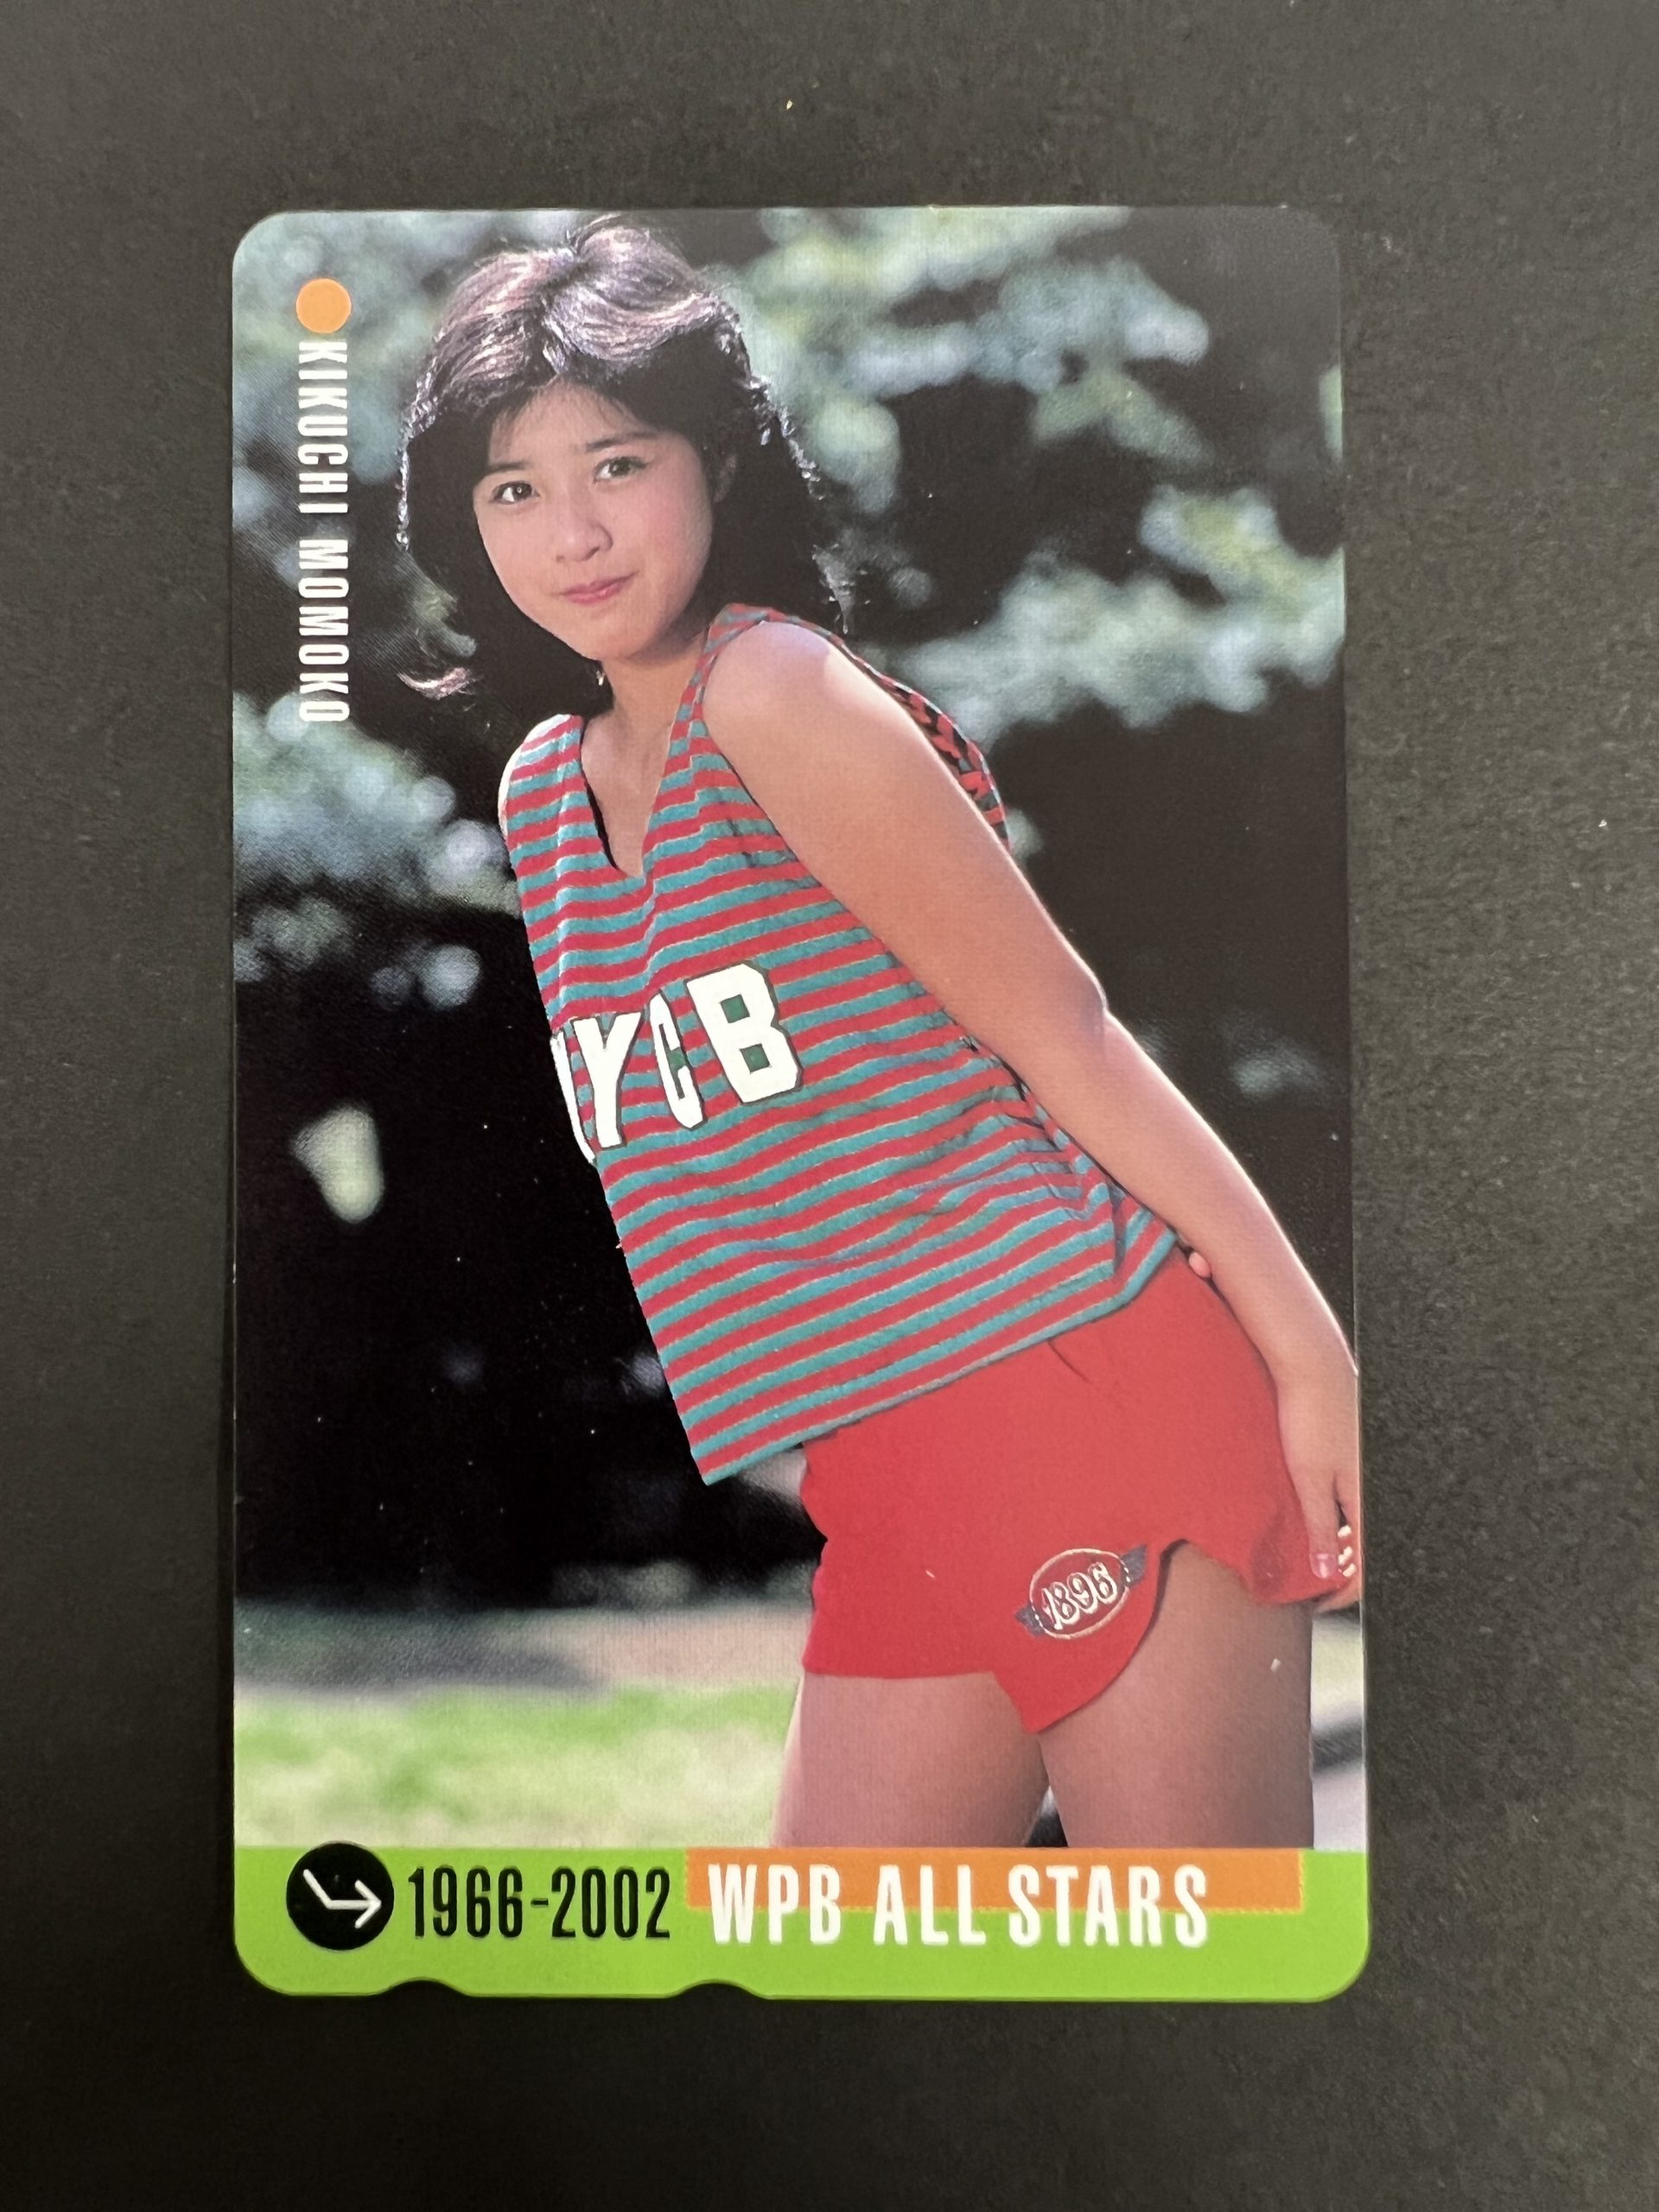 KIKUCHI MOMOKO
YCB
1896
1966-2002 WPB ALL STARS